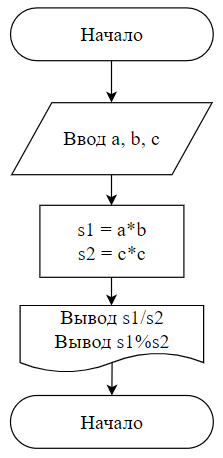 Начало
Ввод a, b, c
s1 = a*b
s2 = c*c
Вывод s1/s2
Вывод s1%s2
Начало